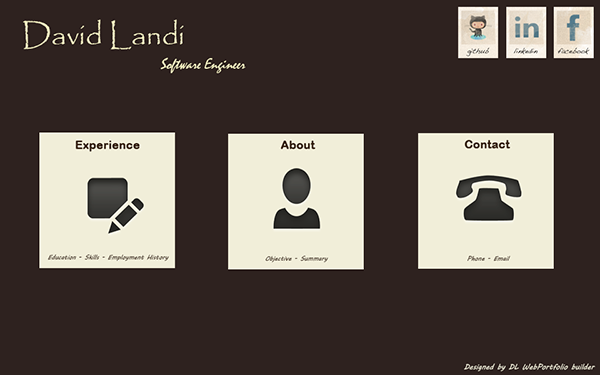 David Landi
Software Engineer
github
linkedin
facebook
Experience
Education - Skills - Employment History
About
Objective - Summary
Contact
Phone - Email
Designed by DL WebPortfolio builder